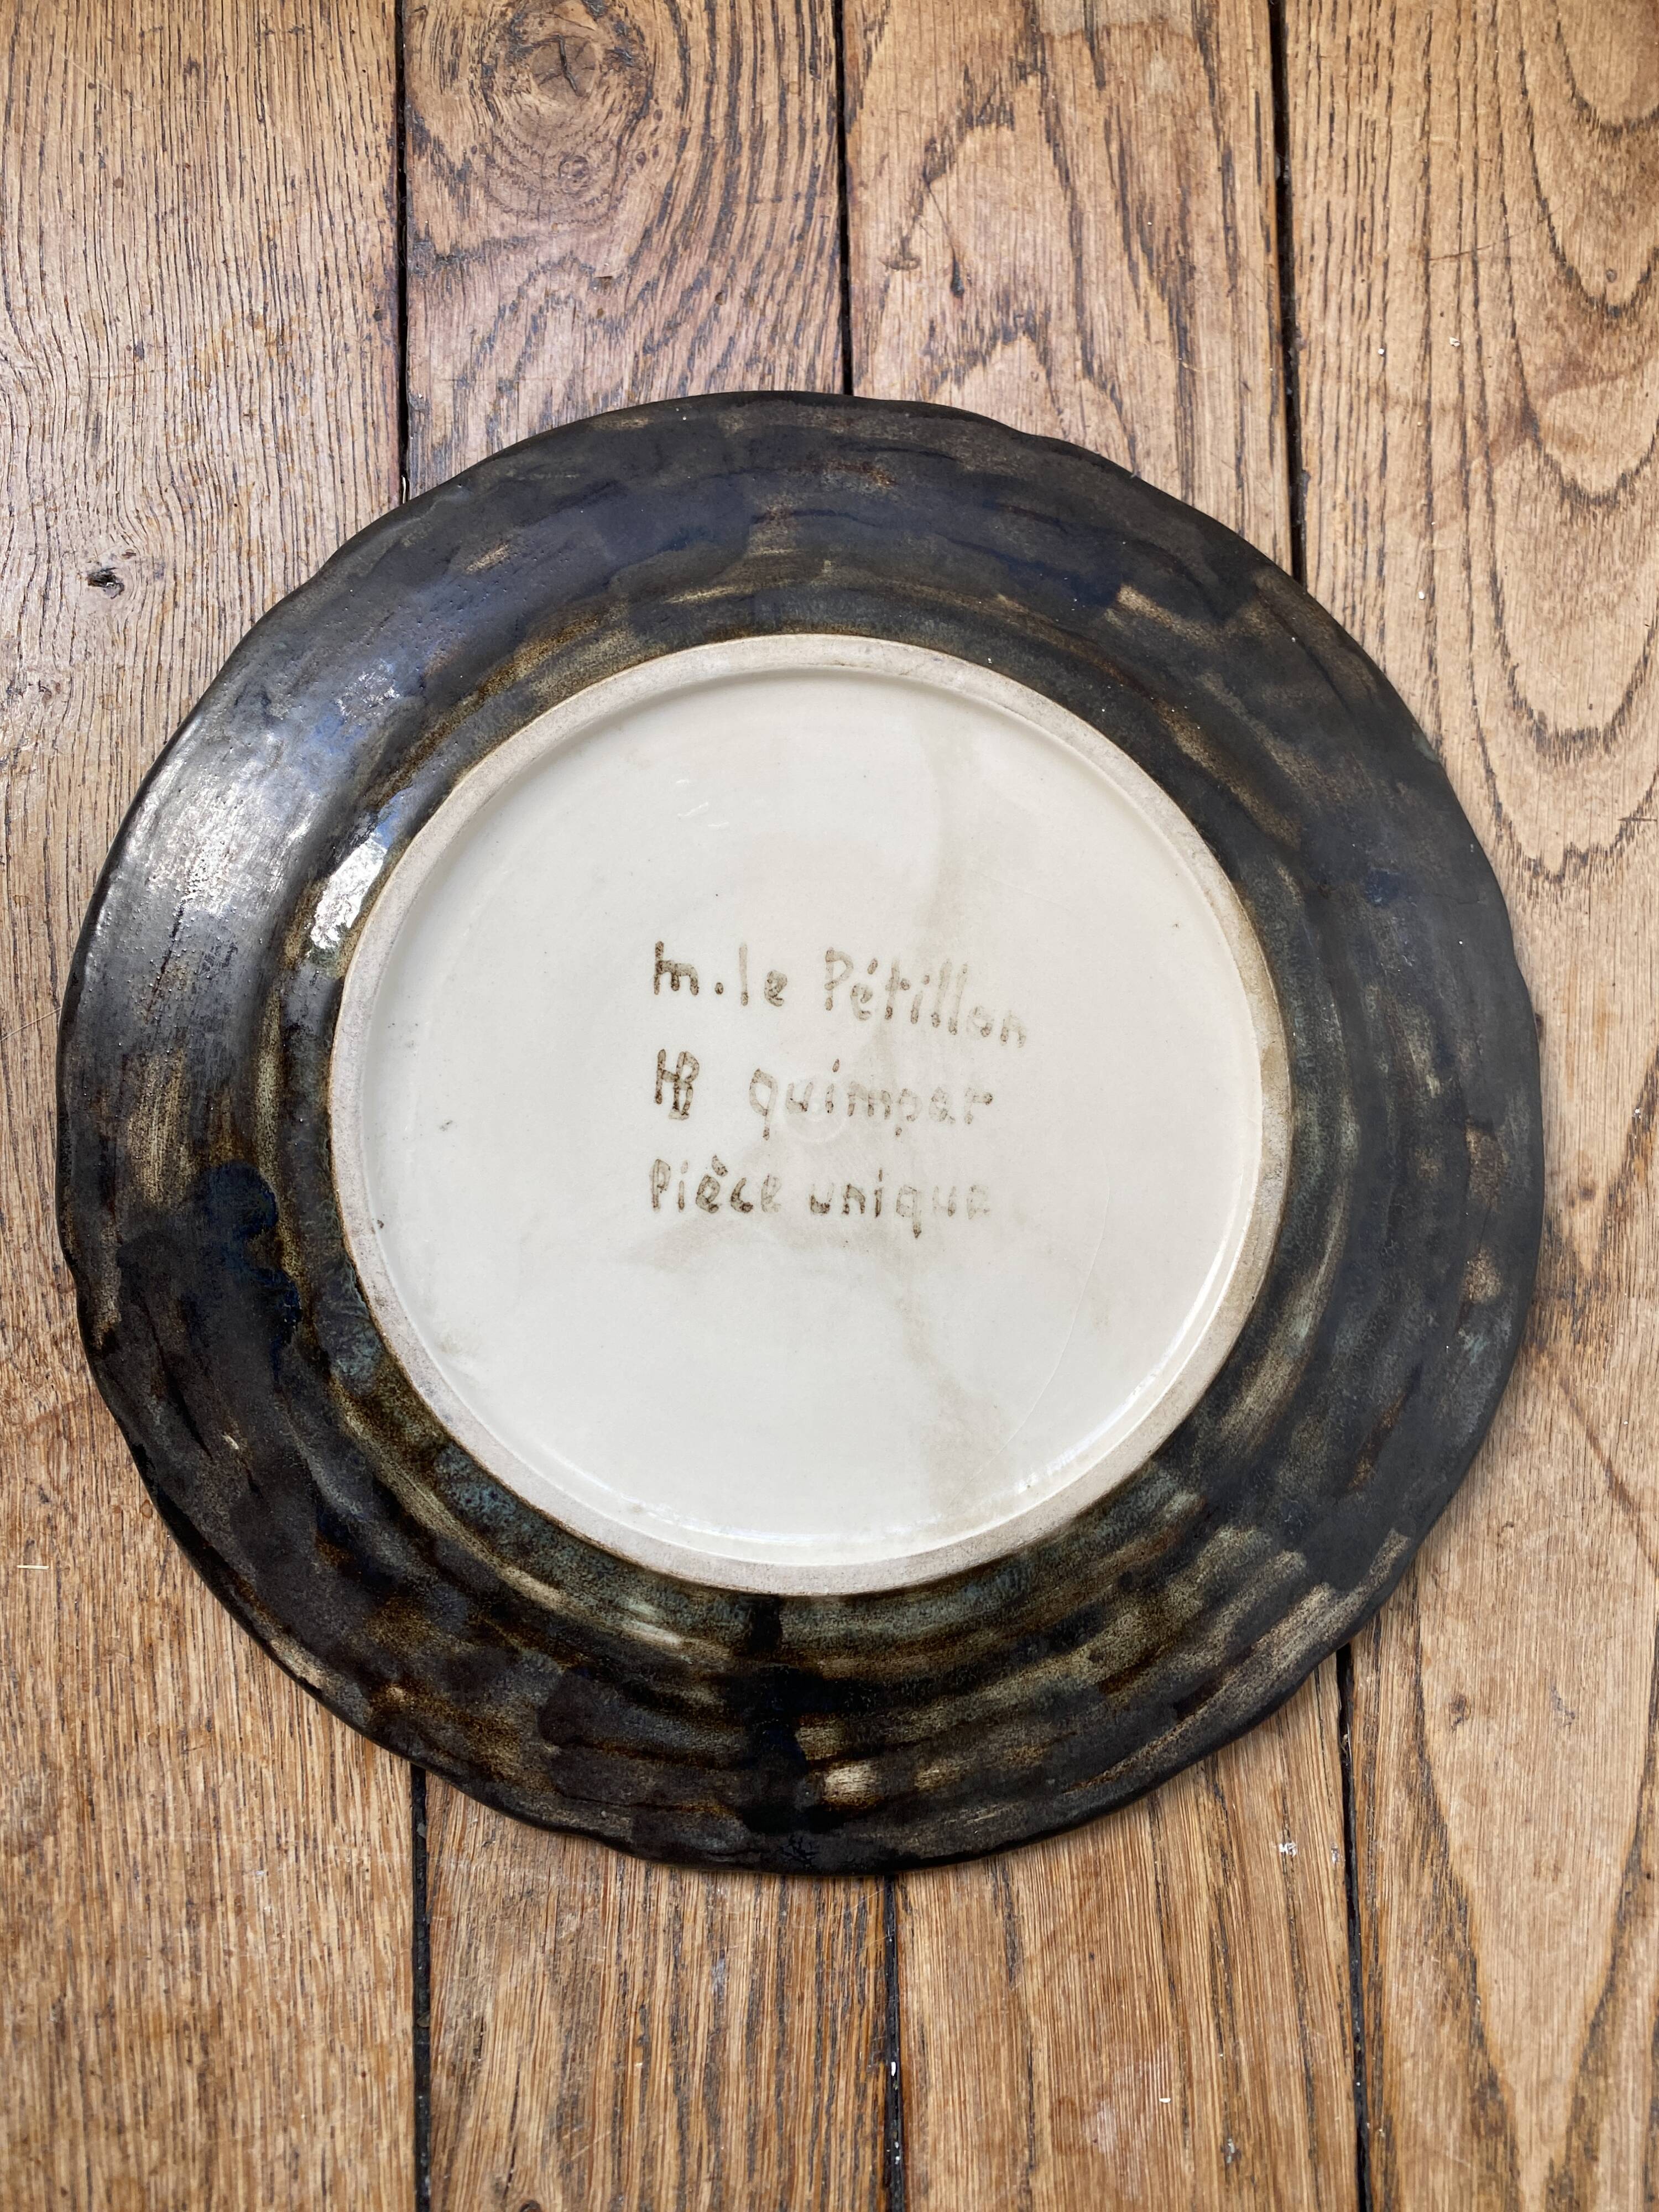 m. le Pétillon
HB quimper
Pièce unique